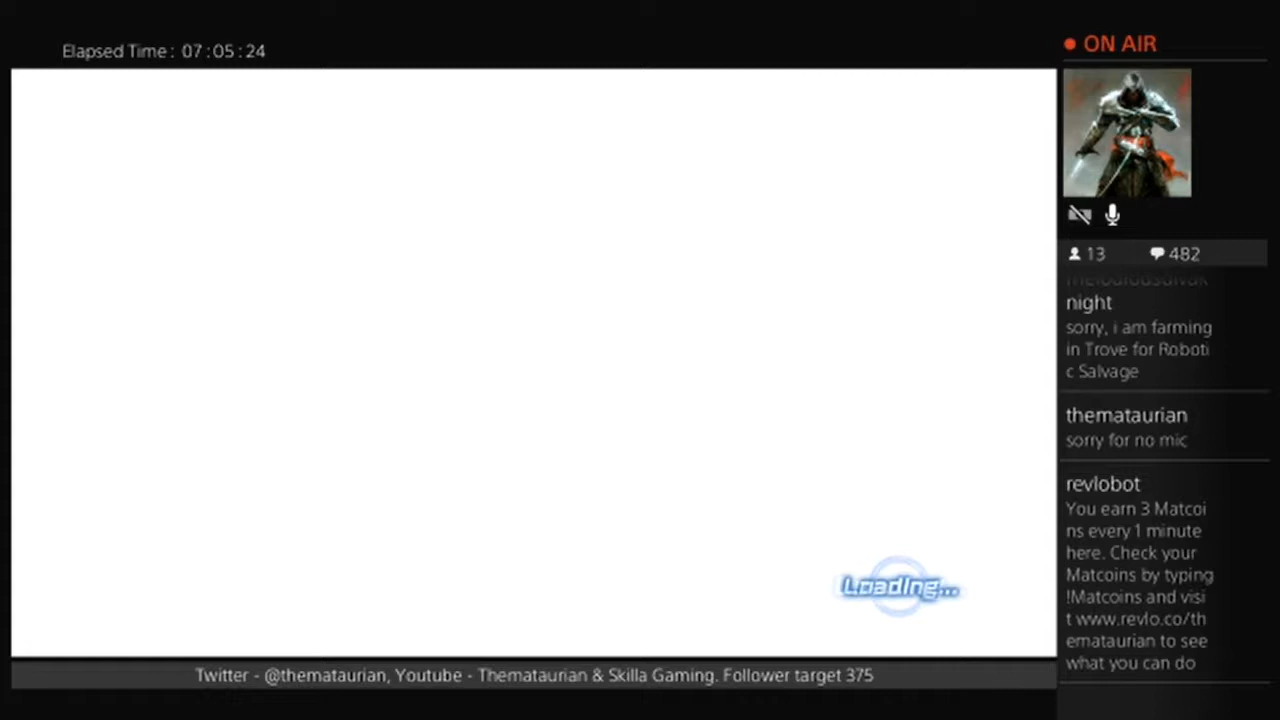 Elapsed Time : 07 : 05 : 24
ON AIR
13 482
night
sorry, i am farming
in Trove for Roboti
c Salvage
themataurian
sorry for no mic
revlobot
You earn 3 Matcoi
ns every 1 minute
here. Check your
Matcoins by typing
!Matcoins and visi
t www.revlo.co/th
emataurian to see
what you can do
Loading...
Twitter - @themataurian, Youtube - Themataurian & Skilla Gaming. Follower target 375